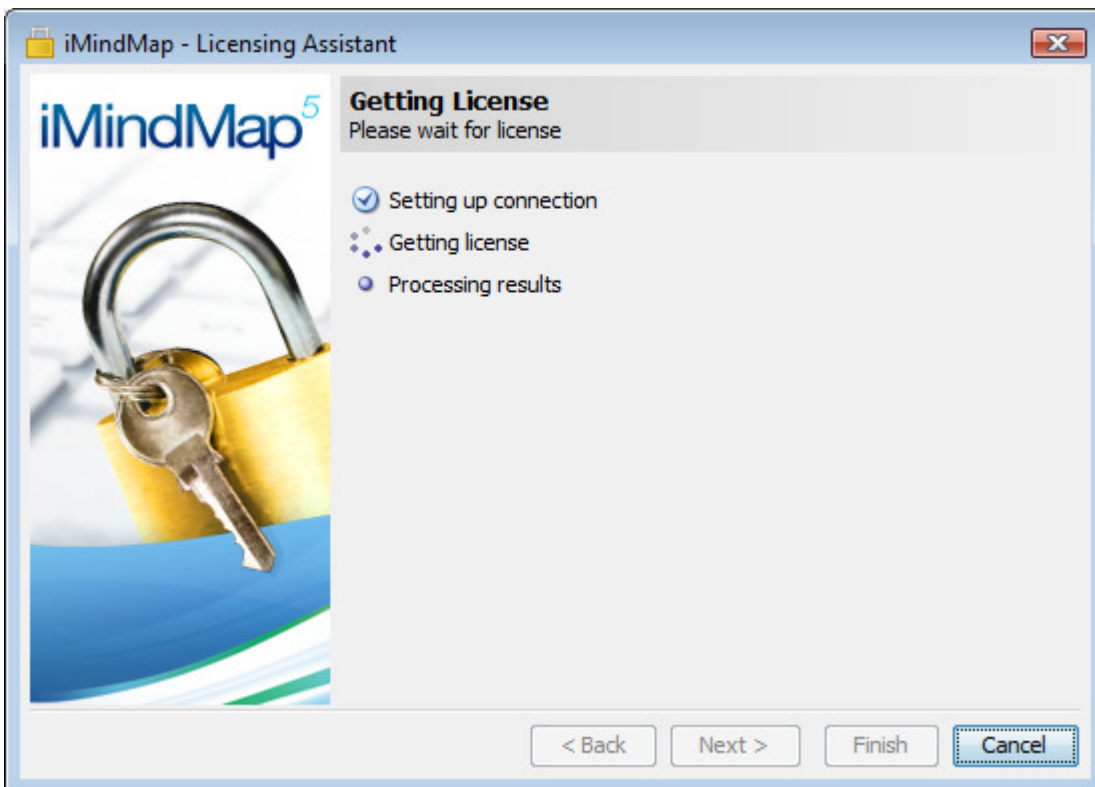 iMindMap - Licensing Assistant
iMindMap5
Getting License
Please wait for license
Setting up connection
Getting license
Processing results
< Back
Next >
Finish
Cancel